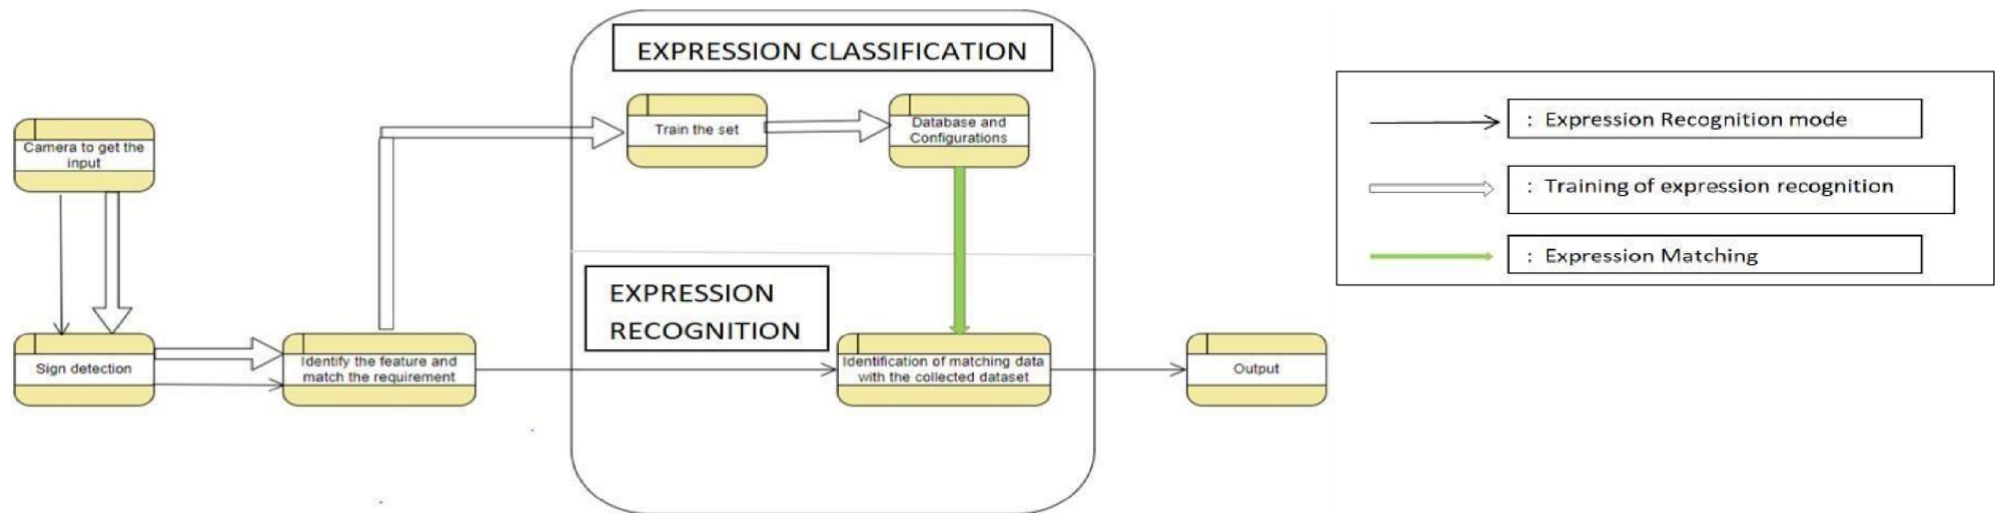 EXPRESSION CLASSIFICATION
Train the set
Database and
Configurations
Camera to get the
input
EXPRESSION
RECOGNITION
Sign detection
Identify the feature and
match the requirement
Identification of matching data
with the collected dataset
Output
: Expression Recognition mode
: Training of expression recognition
: Expression Matching